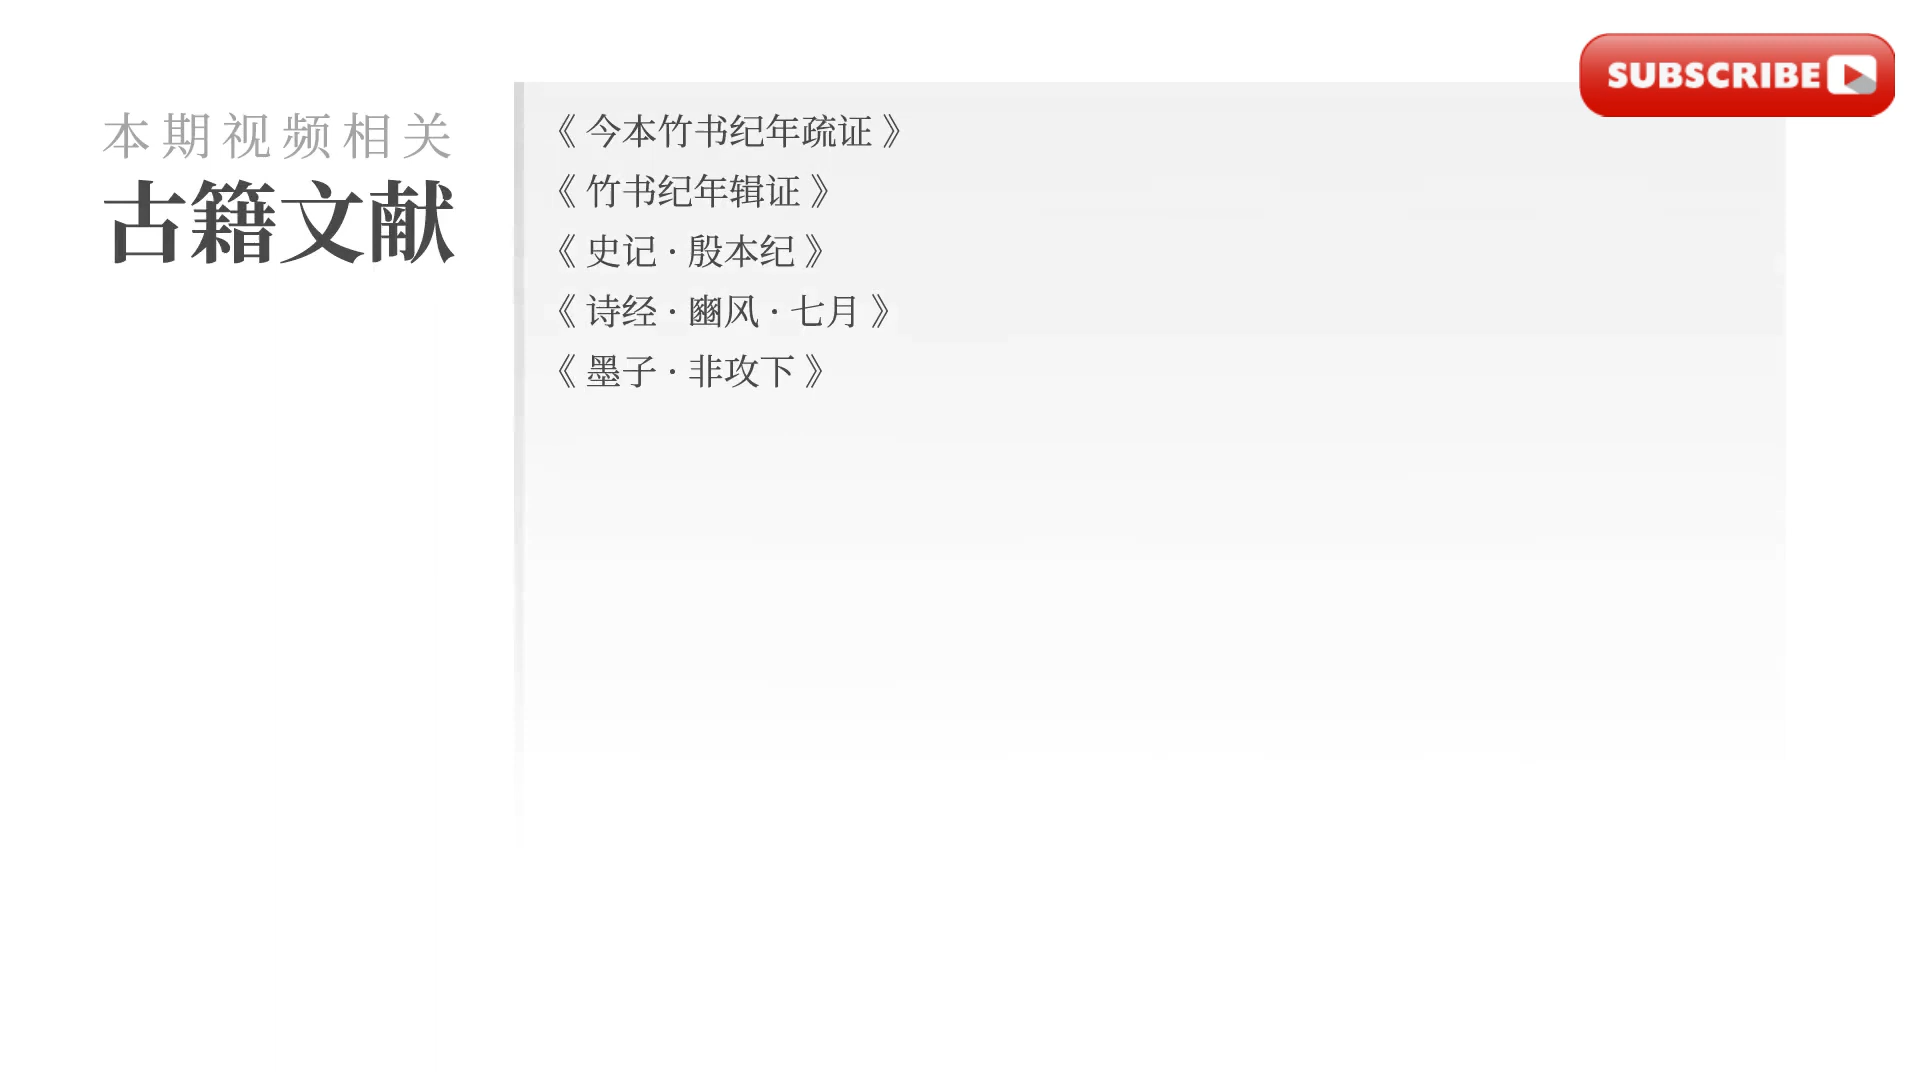 本期视频相关
古籍文献
《 今本竹书纪年疏证 》
《 竹书纪年辑证 》
《 史记 · 殷本纪 》
《 诗经 · 豳风 · 七月 》
《 墨子 · 非攻下 》
SUBSCRIBE